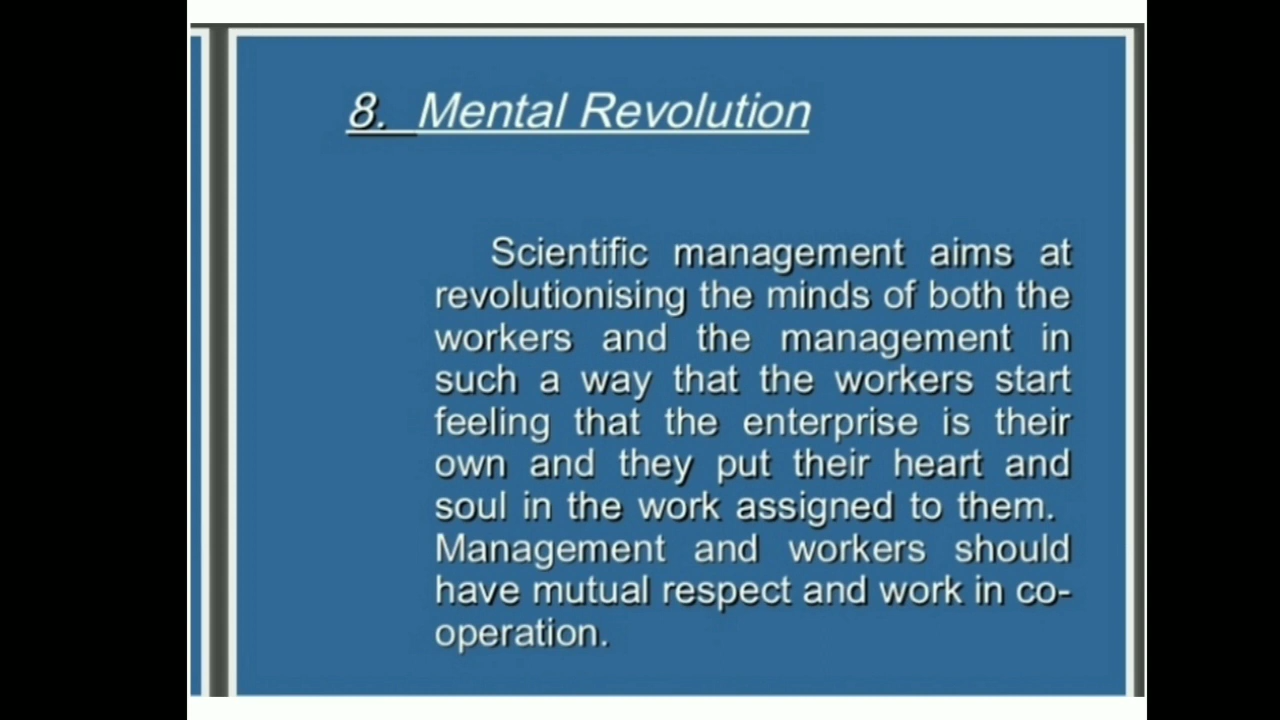 8. Mental Revolution
Scientific management aims at
revolutionising the minds of both the
workers and the management in
such a way that the workers start
feeling that the enterprise is their
own and they put their heart and
soul in the work assigned to them.
Management and workers should
have mutual respect and work in co-
operation.